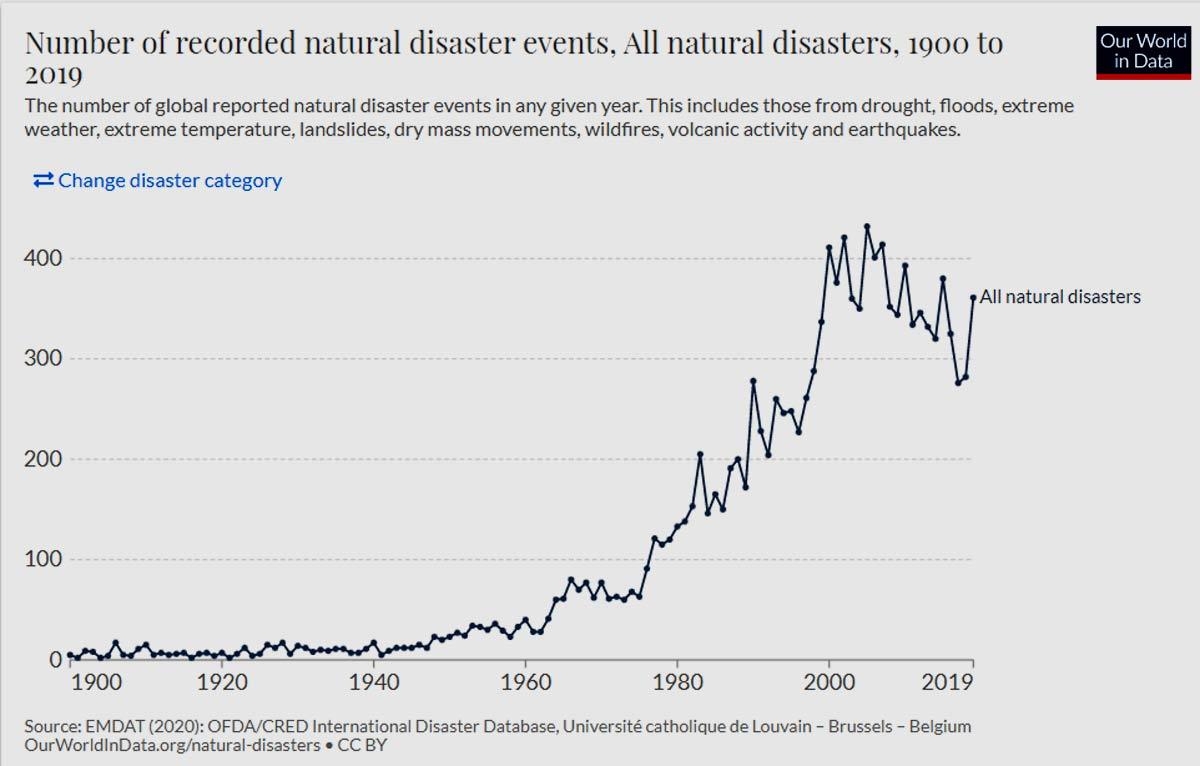 Number of recorded natural disaster events, All natural disasters, 1900 to
2019
Our World
in Data
The number of global reported natural disaster events in any given year. This includes those from drought, floods, extreme
weather, extreme temperature, landslides, dry mass movements, wildfires, volcanic activity and earthquakes.
Change disaster category
400
300
200
100
0
All natural disasters
1900 1920 1940 1960 1980 2000 2019
Source: EMDAT (2020): OFDA/CRED International Disaster Database, Université catholique de Louvain – Brussels – Belgium
OurWorldInData.org/natural-disasters • CC BY